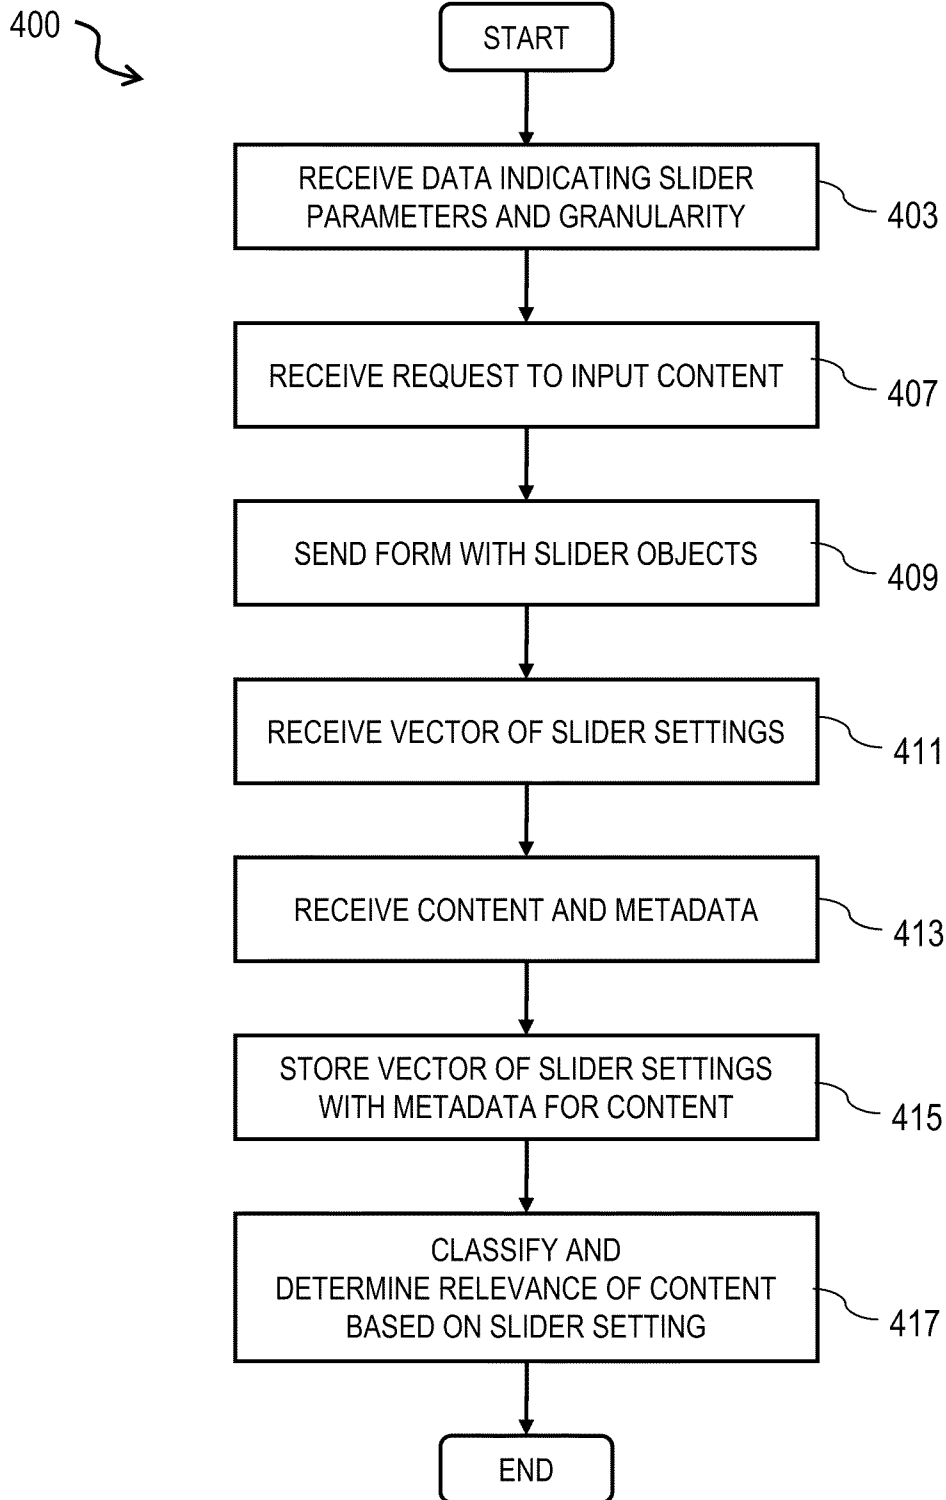 400
START
RECEIVE DATA INDICATING SLIDER
PARAMETERS AND GRANULARITY
403
RECEIVE REQUEST TO INPUT CONTENT
407
SEND FORM WITH SLIDER OBJECTS
409
RECEIVE VECTOR OF SLIDER SETTINGS
411
RECEIVE CONTENT AND METADATA
413
STORE VECTOR OF SLIDER SETTINGS
WITH METADATA FOR CONTENT
415
CLASSIFY AND
DETERMINE RELEVANCE OF CONTENT
BASED ON SLIDER SETTING
417
END